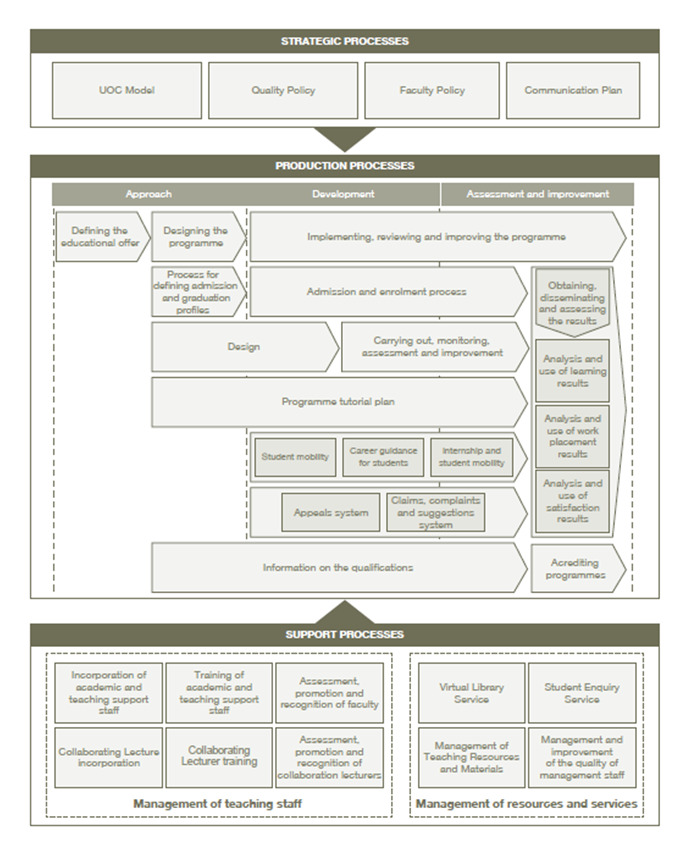 STRATEGIC PROCESSES
UOC Model
Quality Policy
Faculty Policy
Communication Plan
PRODUCTION PROCESSES
Approach
Development
Assessment and improvement
Defining the
educational offer
Designing the
programme
Implementing, reviewing and improving the programme
Process for
defining admission
and graduation
profiles
Admission and enrolment process
Obtaining,
disseminating
and assessing
the results
Design
Carrying out, monitoring,
assessment and improvement
Analysis and
use of learning
results
Programme tutorial plan
Analysis and
use of work
placement
results
Student mobility
Career guidance
for students
Internship and
student mobility
Analysis and
use of
satisfaction
results
Appeals system
Claims, complaints
and suggestions
system
Information on the qualifications
Acrediting
programmes
SUPPORT PROCESSES
Incorporation of
academic and
teaching support
staff
Training of
academic and
teaching support
staff
Assessment,
promotion and
recognition of faculty
Collaborating Lecture
incorporation
Collaborating
Lecturer training
Assessment,
promotion and
recognition of
collaboration lecturers
Management of teaching staff
Virtual Library
Service
Student Enquiry
Service
Management of
Teaching Resources
and Materials
Management and
improvement
of the quality of
management staff
Management of resources and services